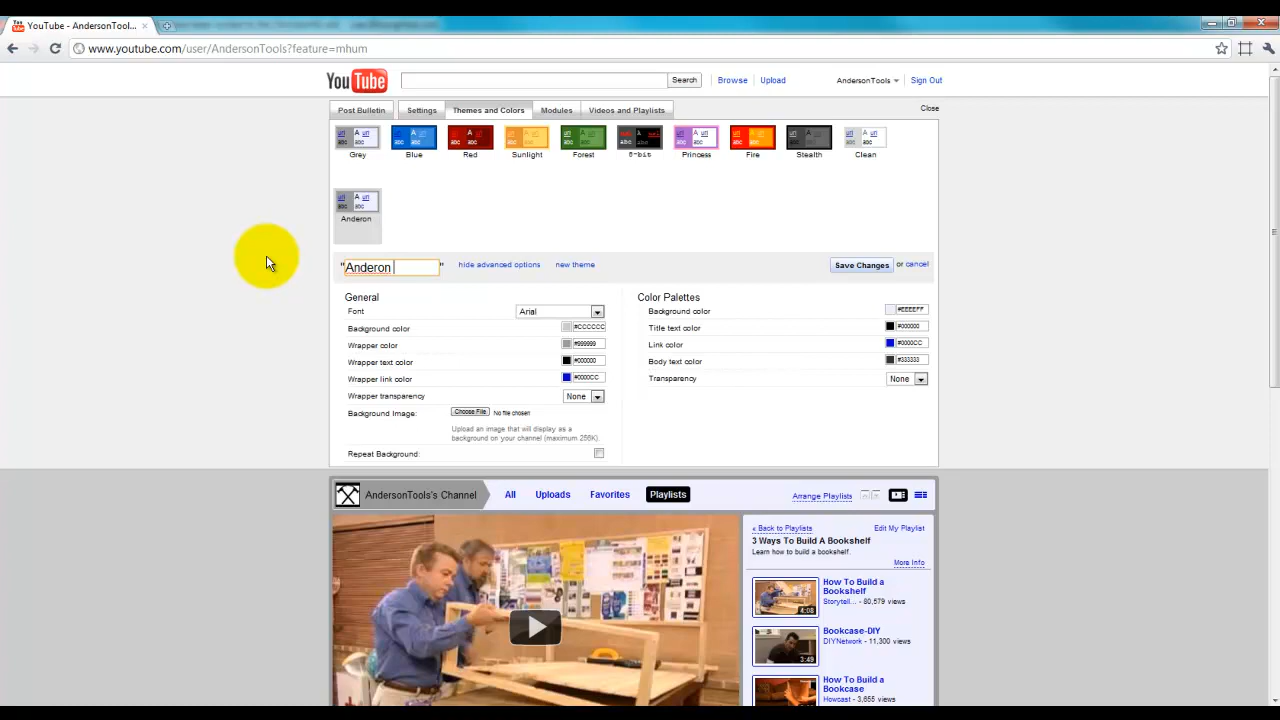 YouTube - AndersonTool...
www.youtube.com/user/AndersonTools?feature=mhum
YouTube Search Browse Upload AndersonTools Sign Out
Post Bulletin Settings Themes and Colors Modules Videos and Playlists Close
Grey Blue Red Sunlight Forest 8-bit Princess Fire Stealth Clean
Anderon
"Anderon " hide advanced options new theme Save Changes or cancel
General Color Palettes
Font Arial Background color #EEEEFF
Background color #CCCCCC Title text color #000000
Wrapper color #999999 Link color #0000CC
Wrapper text color #000000 Body text color #333333
Wrapper link color #0000CC Transparency None
Wrapper transparency None
Background Image: Choose File No file chosen
Upload an image that will display as a
background on your channel (maximum 256K).
Repeat Background:
AndersonTools's Channel All Uploads Favorites Playlists Arrange Playlists
« Back to Playlists Edit My Playlist
3 Ways To Build A Bookshelf
Learn how to build a bookshelf.
More Info
How To Build a
Bookshelf
Storytell... - 80,579 views
4:08
Bookcase-DIY
DIYNetwork - 11,300 views
3:49
How To Build a
Bookcase
Howcast - 3,655 views